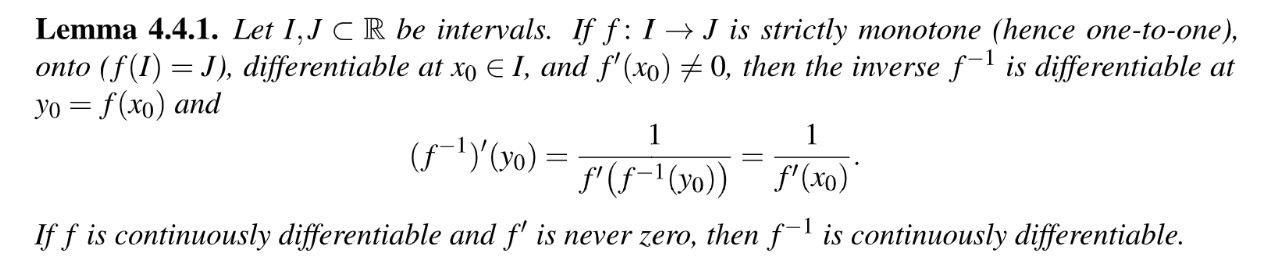 Lemma 4.4.1. Let I,J ⊂ ℝ be intervals. If f : I → J is strictly monotone (hence one-to-one),
onto (f(I) = J), differentiable at x₀ ∈ I, and f′(x₀) ≠ 0, then the inverse f⁻¹ is differentiable at
y₀ = f(x₀) and
(f⁻¹)′(y₀) = 1 / f′(f⁻¹(y₀)) = 1 / f′(x₀).
If f is continuously differentiable and f′ is never zero, then f⁻¹ is continuously differentiable.